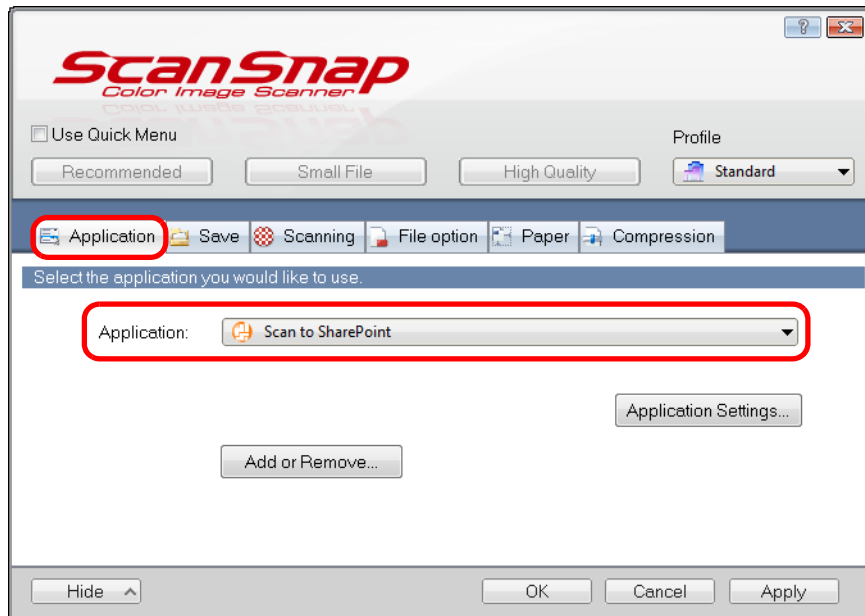 ScanSnap
Color Image Scanner
Use Quick Menu
Profile
Recommended Small File High Quality Standard
Application Save Scanning File option Paper Compression
Select the application you would like to use.
Application: Scan to SharePoint
Application Settings...
Add or Remove...
Hide OK Cancel Apply